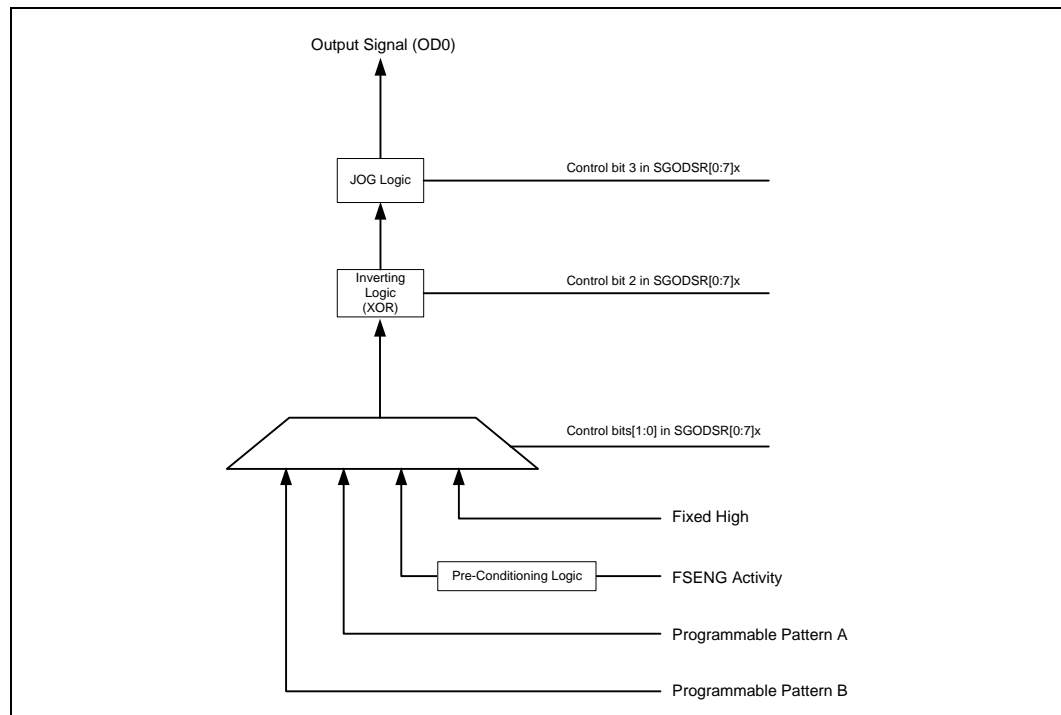 Output Signal (OD0)
JOG Logic
Control bit 3 in SGODSR[0:7]x
Inverting
Logic
(XOR)
Control bit 2 in SGODSR[0:7]x
Control bits[1:0] in SGODSR[0:7]x
Fixed High
Pre-Conditioning Logic
FSENG Activity
Programmable Pattern A
Programmable Pattern B